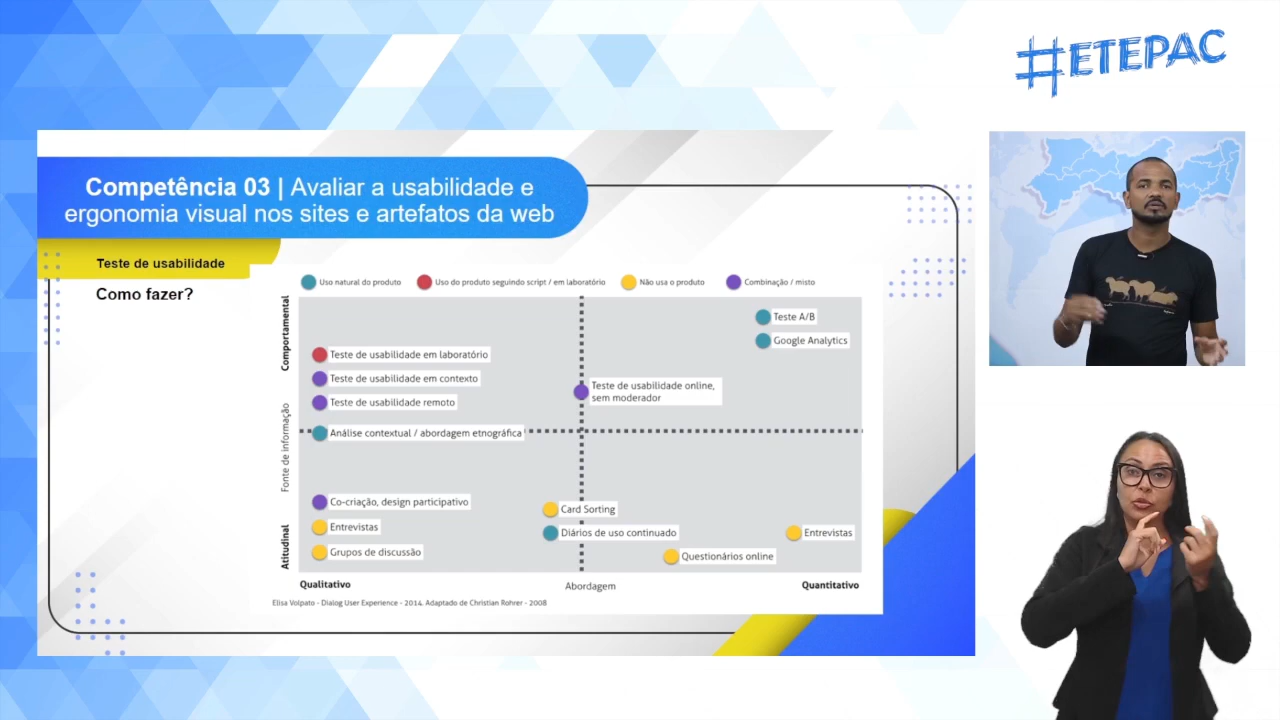 #ETEPAC
Competência 03 | Avaliar a usabilidade e
ergonomia visual nos sites e artefatos da web
Teste de usabilidade
Como fazer?
Uso natural do produto
Uso do produto seguindo script / em laboratório
Não usa o produto
Combinação / misto
Comportamental
Fonte de informação
Atitudinal
Teste A/B
Google Analytics
Teste de usabilidade em laboratório
Teste de usabilidade em contexto
Teste de usabilidade remoto
Teste de usabilidade online,
sem moderador
Análise contextual / abordagem etnográfica
Co-criação, design participativo
Entrevistas
Grupos de discussão
Card Sorting
Diários de uso continuado
Questionários online
Entrevistas
Qualitativo
Abordagem
Quantitativo
Elisa Volpato - Dialog User Experience - 2014. Adaptado de Christian Rohrer - 2008